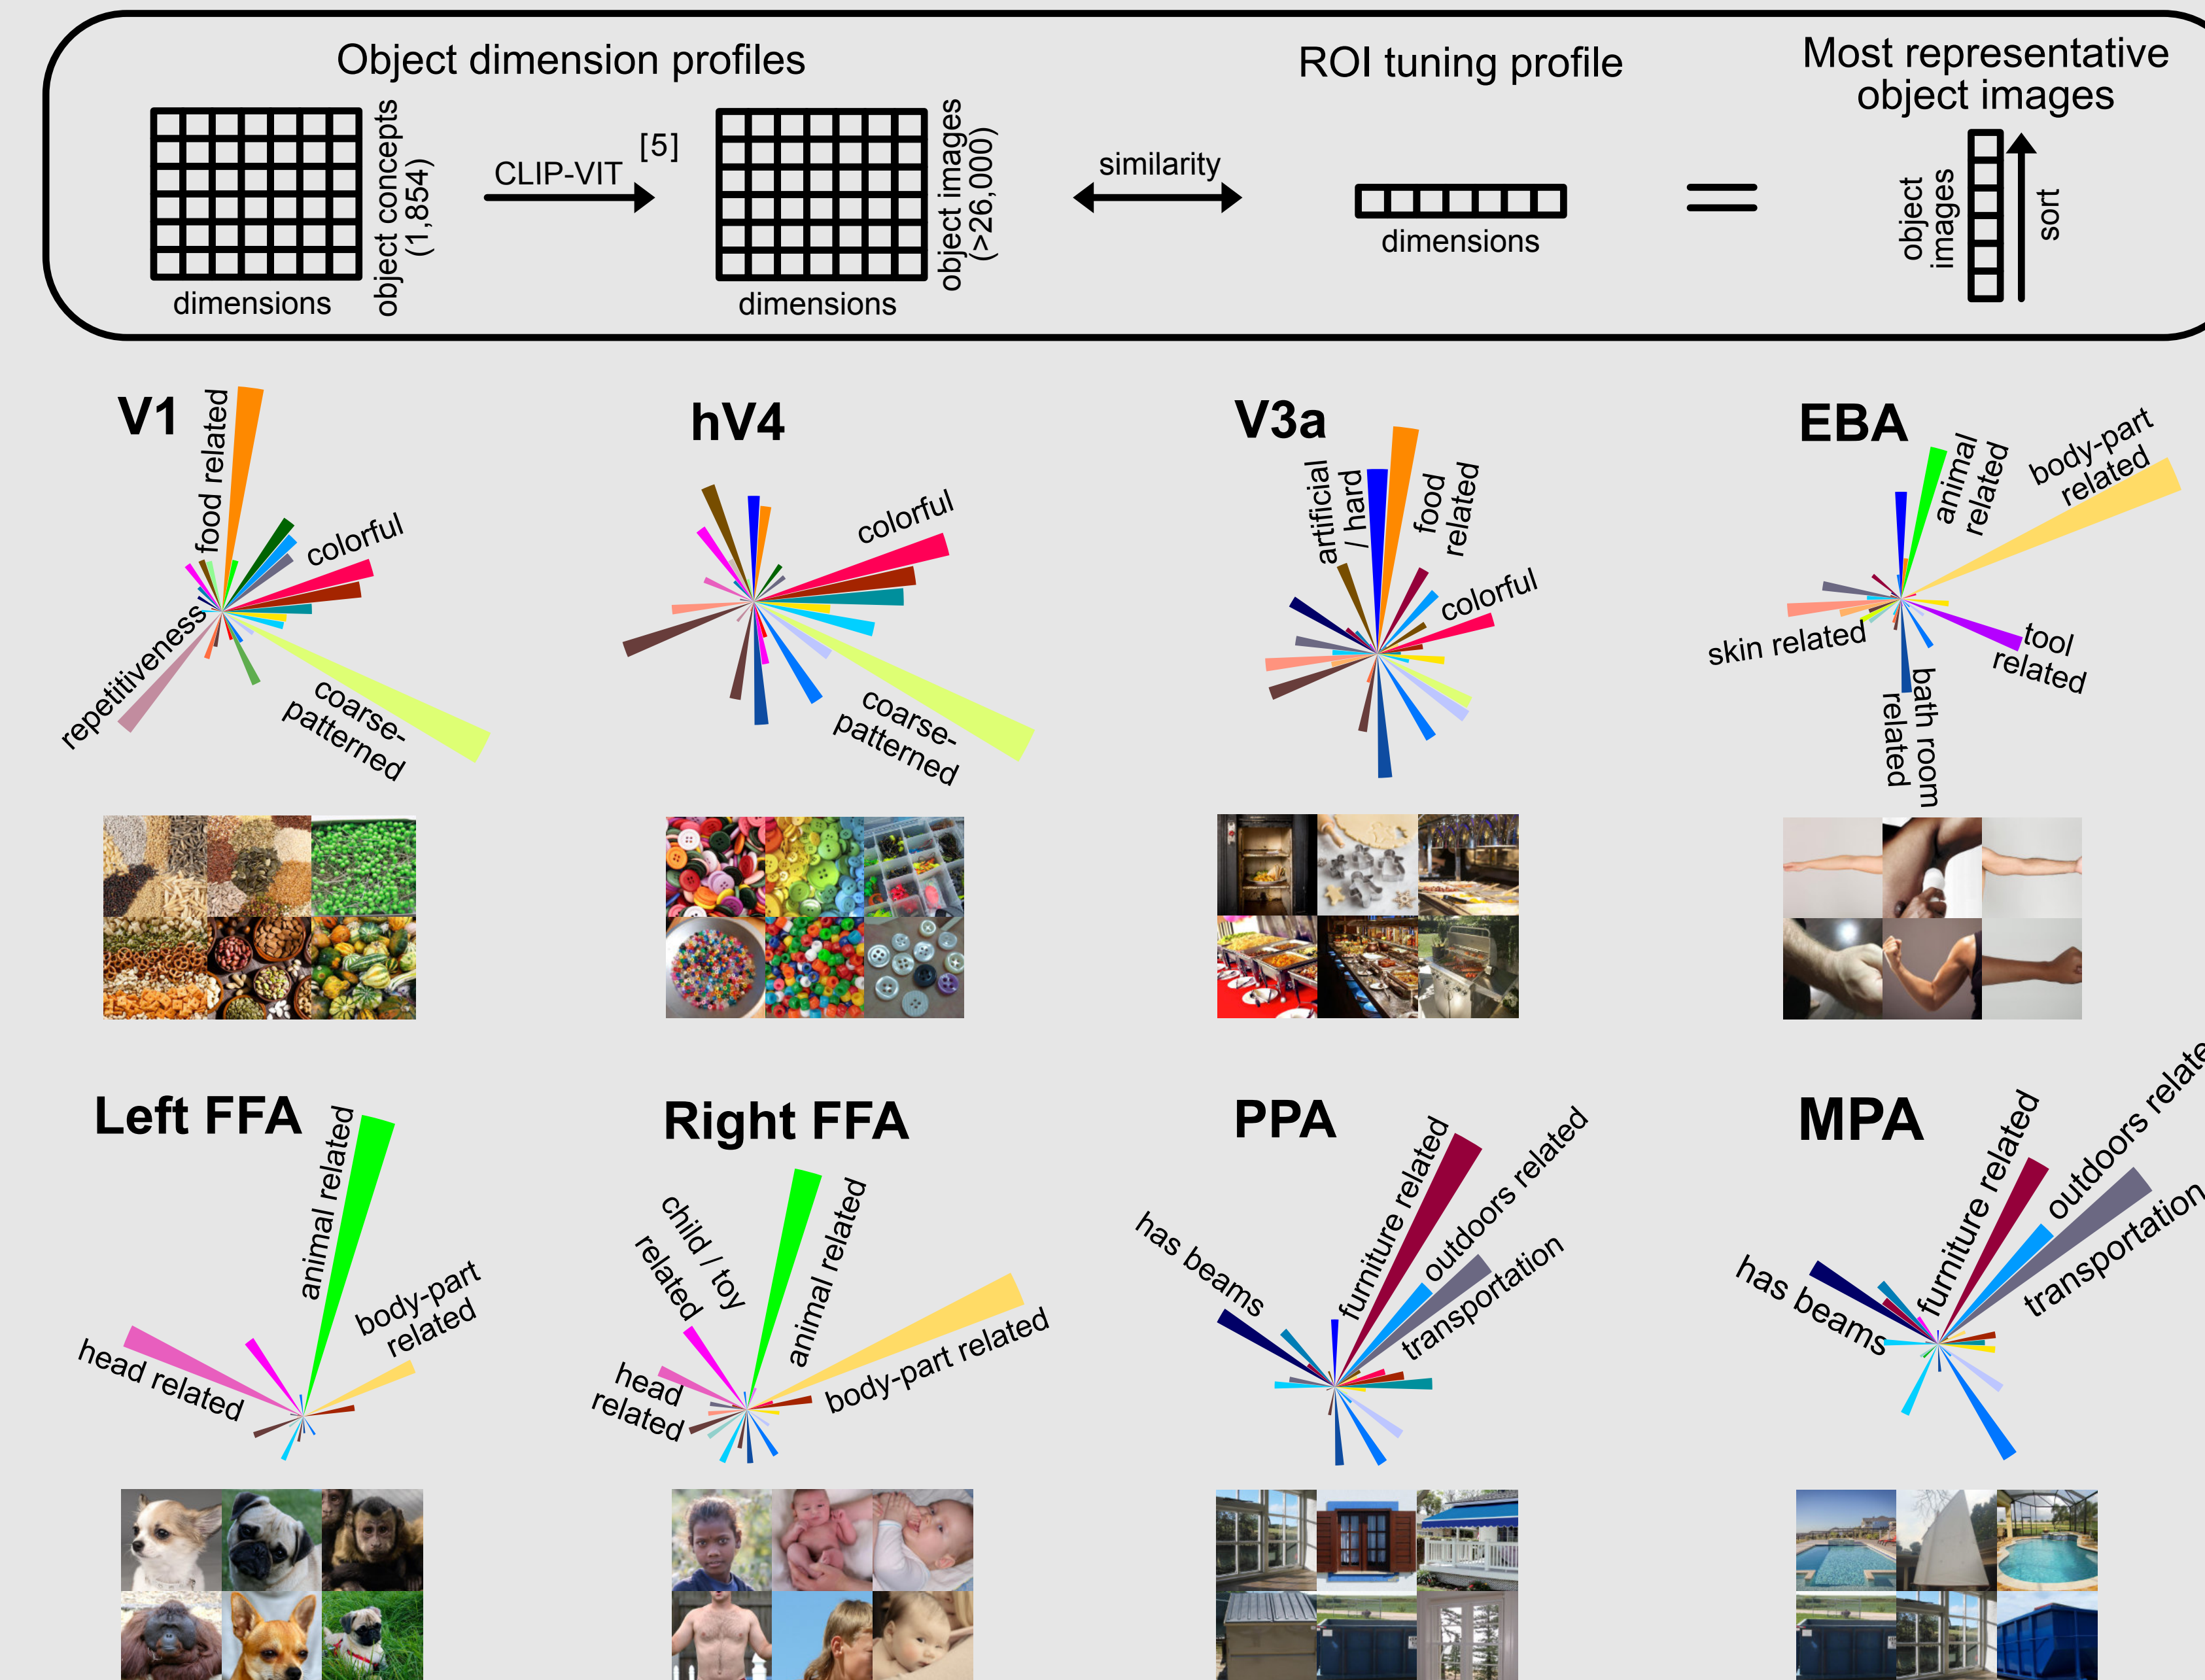 Object dimension profiles
ROI tuning profile
Most representative
object images
object concepts
(1,854)
dimensions
CLIP-VIT
[5]
object images
(>26,000)
dimensions
similarity
dimensions
object
images
sort
V1
food related
colorful
repetitiveness
coarse-
patterned
hV4
colorful
coarse-
patterned
V3a
artificial
/ hard
food
related
colorful
EBA
animal
related
body-part
related
skin related
tool
related
bath room
related
Left FFA
animal related
body-part
related
head related
Right FFA
child / toy
related
animal related
head
related
body-part related
PPA
has beams
furniture related
outdoors related
transportation
MPA
has beams
furniture related
outdoors relate
transportation